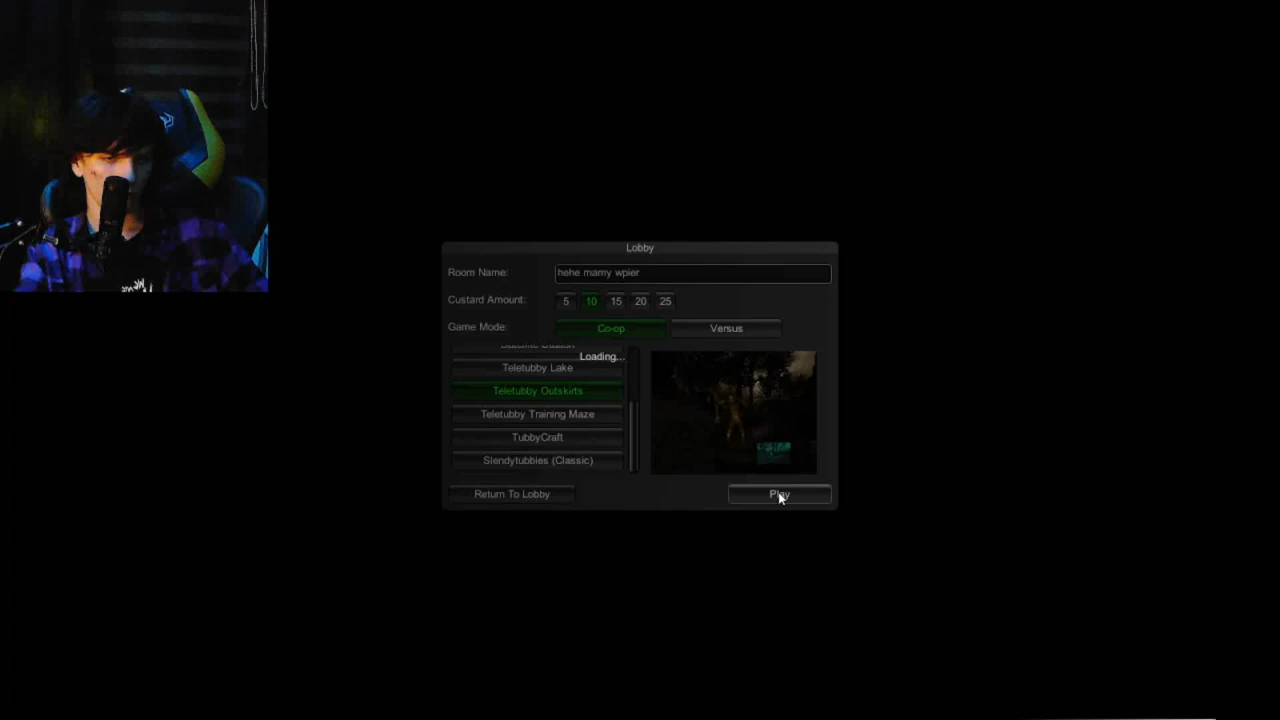 Lobby
Room Name: hehe mamy wpier
Custard Amount: 5 10 15 20 25
Game Mode: Co-op Versus
Loading...
Teletubby Lake
Teletubby Outskirts
Teletubby Training Maze
TubbyCraft
Slendytubbies (Classic)
Return To Lobby
Play